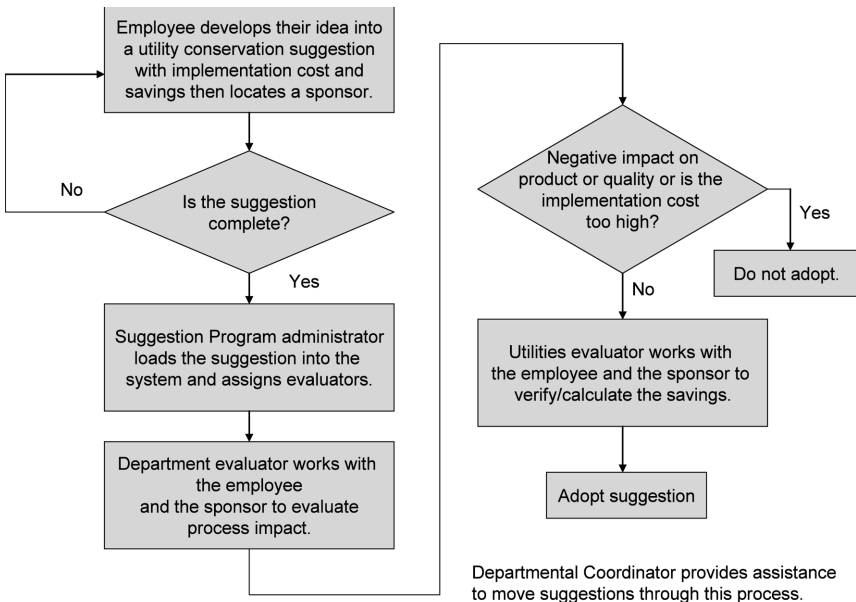 Employee develops their idea into
a utility conservation suggestion
with implementation cost and
savings then locates a sponsor.
No
Is the suggestion
complete?
Yes
Suggestion Program administrator
loads the suggestion into the
system and assigns evaluators.
Department evaluator works with
the employee
and the sponsor to evaluate
process impact.
Negative impact on
product or quality or is the
implementation cost
too high?
Yes
Do not adopt.
No
Utilities evaluator works with
the employee and the sponsor to
verify/calculate the savings.
Adopt suggestion
Departmental Coordinator provides assistance
to move suggestions through this process.